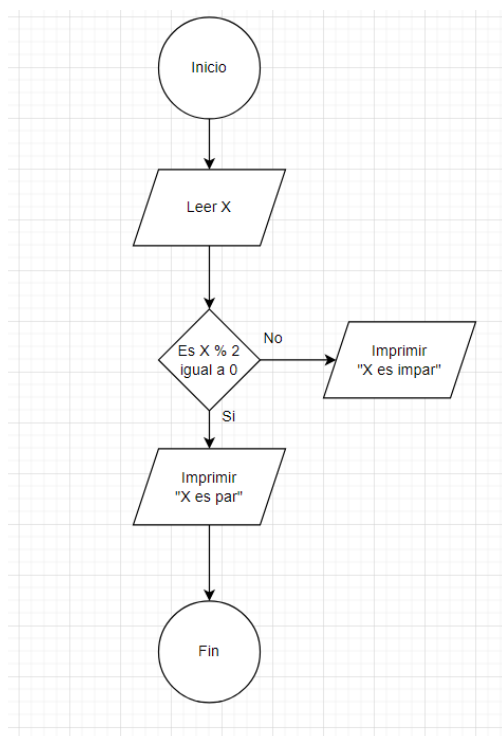 Inicio
Leer X
Es X % 2
igual a 0
No
Imprimir
"X es impar"
Si
Imprimir
"X es par"
Fin